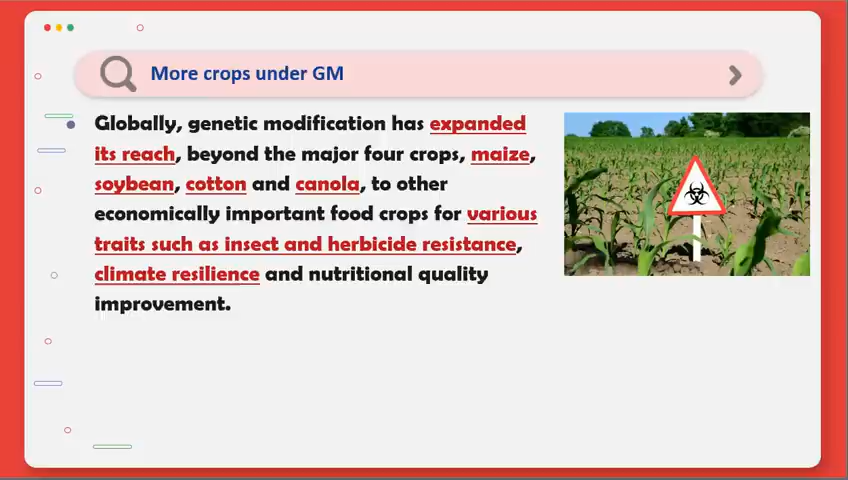 More crops under GM
Globally, genetic modification has expanded
its reach, beyond the major four crops, maize,
soybean, cotton and canola, to other
economically important food crops for various
traits such as insect and herbicide resistance,
climate resilience and nutritional quality
improvement.